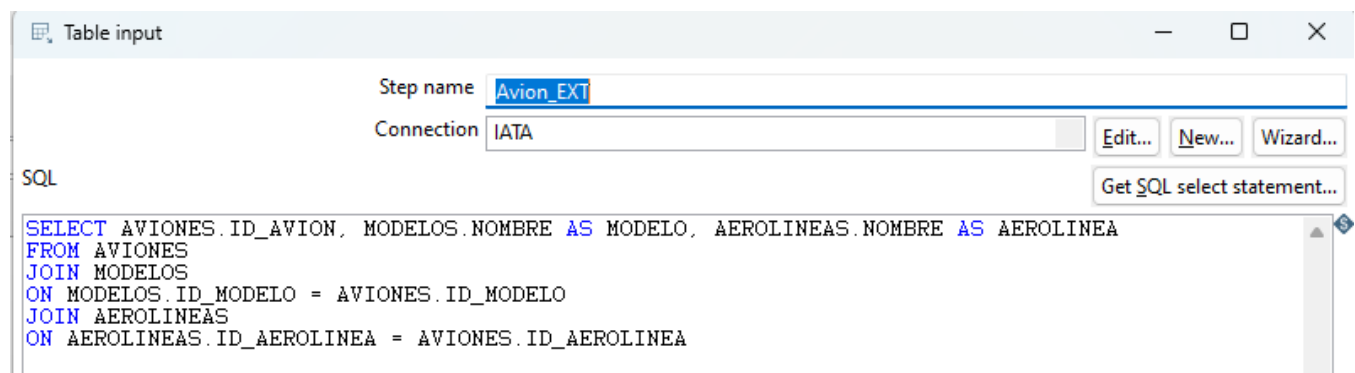 Table input
Step name Avion_EXT
Connection IATA Edit... New... Wizard...
SQL Get SQL select statement...
SELECT AVIONES.ID_AVION, MODELOS.NOMBRE AS MODELO, AEROLINEAS.NOMBRE AS AEROLINEA
FROM AVIONES
JOIN MODELOS
ON MODELOS.ID_MODELO = AVIONES.ID_MODELO
JOIN AEROLINEAS
ON AEROLINEAS.ID_AEROLINEA = AVIONES.ID_AEROLINEA